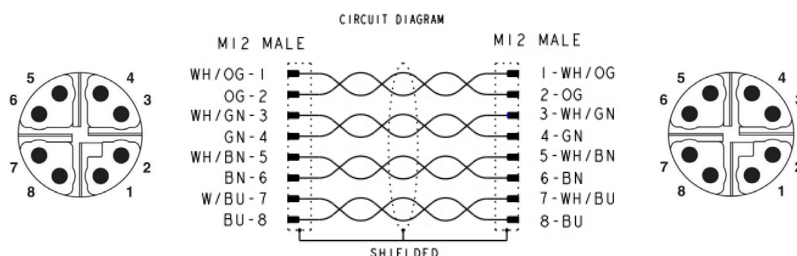 CIRCUIT DIAGRAM
M12 MALE
M12 MALE
5
4
6
3
7
2
8
1
WH/OG-1
OG-2
WH/GN-3
GN-4
WH/BN-5
BN-6
W/BU-7
BU-8
1-WH/OG
2-OG
3-WH/GN
4-GN
5-WH/BN
6-BN
7-WH/BU
8-BU
5
4
6
3
7
2
8
1
SHIELDED